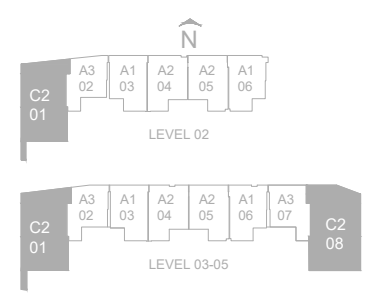 N
A3 A1 A2 A2 A1
C2 02 03 04 05 06
01
LEVEL 02
A3 A1 A2 A2 A1 A3
02 03 04 05 06 07
C2 C2
01 08
LEVEL 03-05